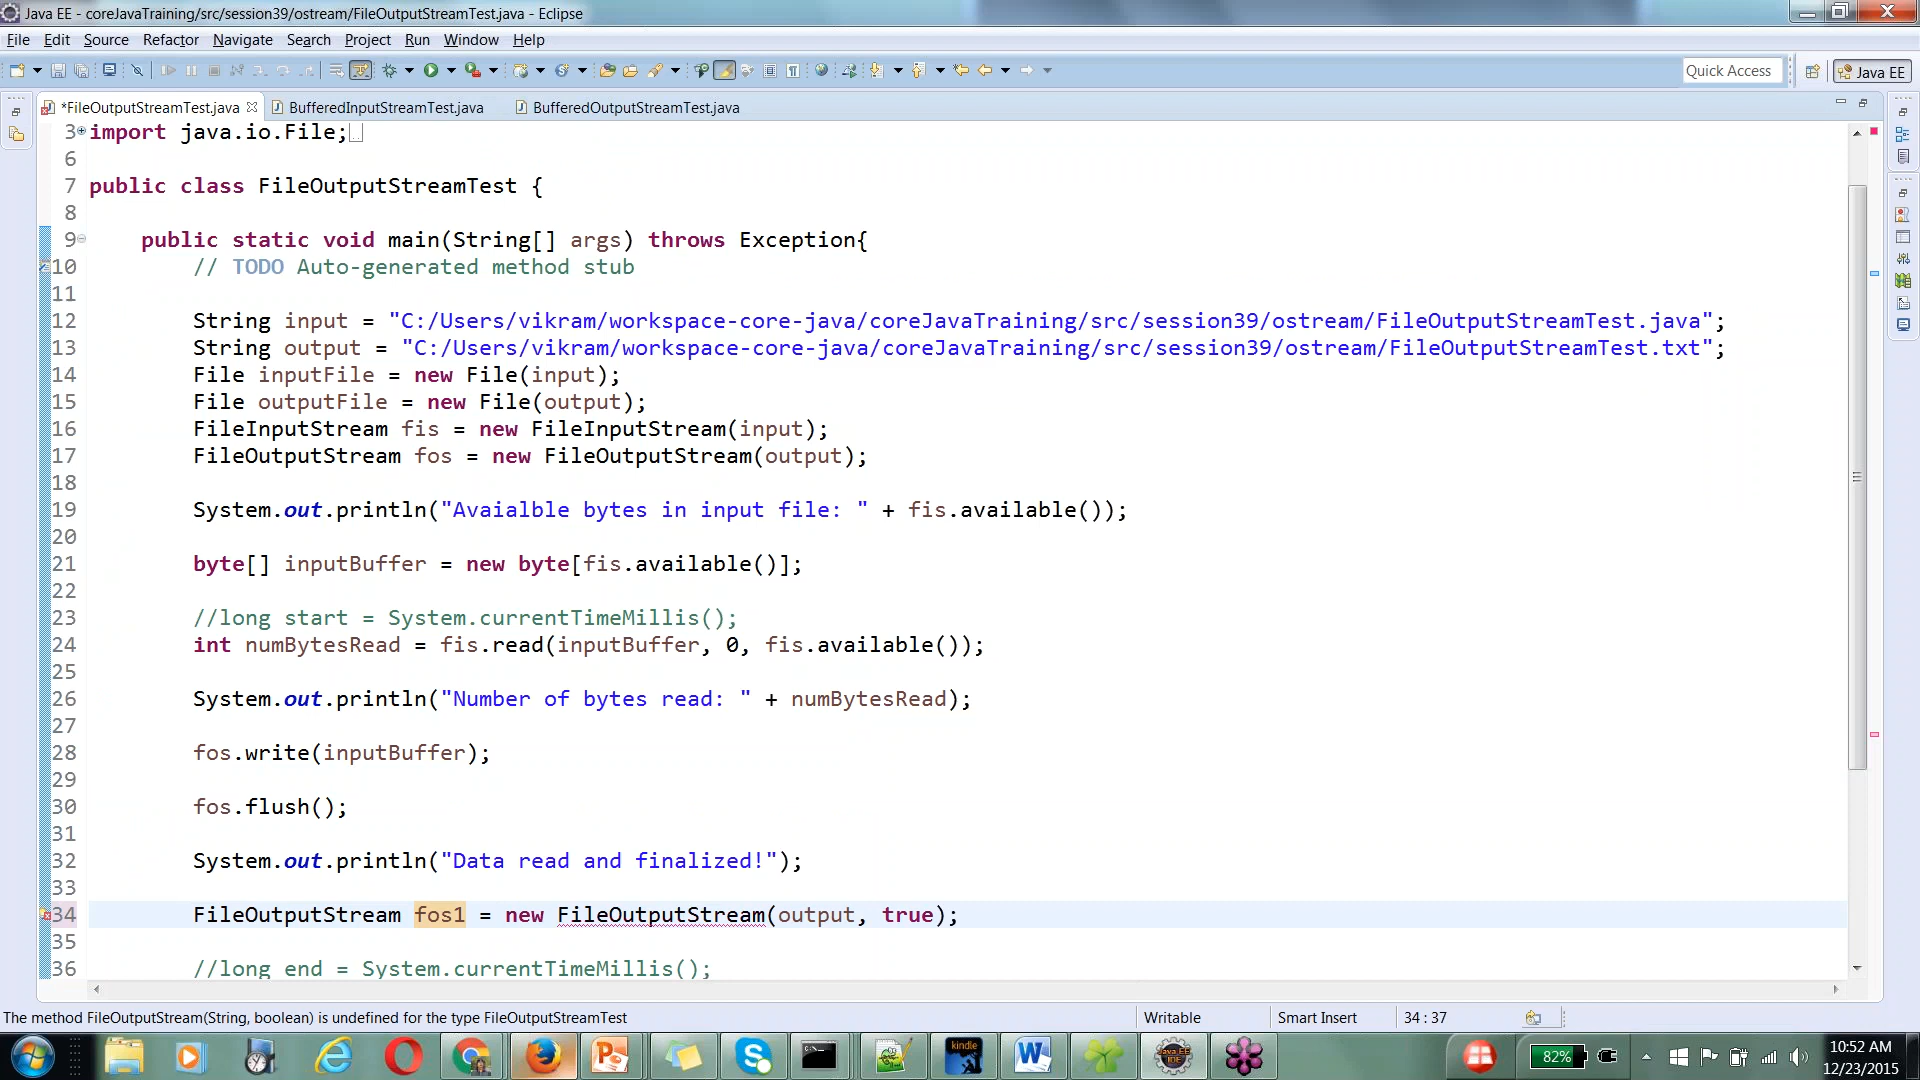 Java EE - coreJavaTraining/src/session39/ostream/FileOutputStreamTest.java - Eclipse
File Edit Source Refactor Navigate Search Project Run Window Help
Quick Access
Java EE
*FileOutputStreamTest.java
BufferedInputStreamTest.java
BufferedOutputStreamTest.java
3 import java.io.File;
6
7 public class FileOutputStreamTest {
8
9 public static void main(String[] args) throws Exception{
10 // TODO Auto-generated method stub
11
12 String input = "C:/Users/vikram/workspace-core-java/coreJavaTraining/src/session39/ostream/FileOutputStreamTest.java";
13 String output = "C:/Users/vikram/workspace-core-java/coreJavaTraining/src/session39/ostream/FileOutputStreamTest.txt";
14 File inputFile = new File(input);
15 File outputFile = new File(output);
16 FileInputStream fis = new FileInputStream(input);
17 FileOutputStream fos = new FileOutputStream(output);
18
19 System.out.println("Avaialble bytes in input file: " + fis.available());
20
21 byte[] inputBuffer = new byte[fis.available()];
22
23 //long start = System.currentTimeMillis();
24 int numBytesRead = fis.read(inputBuffer, 0, fis.available());
25
26 System.out.println("Number of bytes read: " + numBytesRead);
27
28 fos.write(inputBuffer);
29
30 fos.flush();
31
32 System.out.println("Data read and finalized!");
33
34 FileOutputStream fos1 = new FileOutputStream(output, true);
35
36 //long end = System.currentTimeMillis();
The method FileOutputStream(String, boolean) is undefined for the type FileOutputStreamTest
Writable
Smart Insert
34 : 37
kindle
Java EE
IDE
82%
10:52 AM
12/23/2015